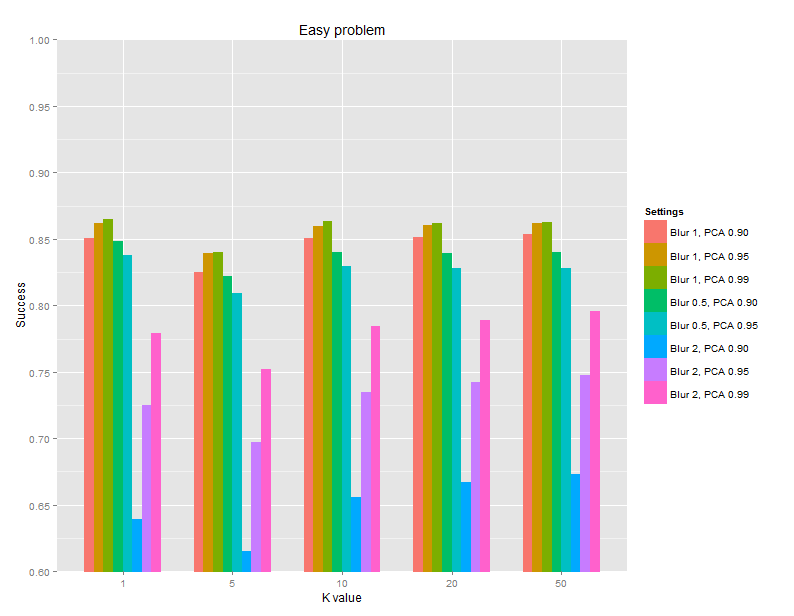 Easy problem
1.00
0.95
0.90
0.85
0.80
0.75
0.70
0.65
0.60
Success
1
5
10
20
50
K value
Settings
Blur 1, PCA 0.90
Blur 1, PCA 0.95
Blur 1, PCA 0.99
Blur 0.5, PCA 0.90
Blur 0.5, PCA 0.95
Blur 2, PCA 0.90
Blur 2, PCA 0.95
Blur 2, PCA 0.99